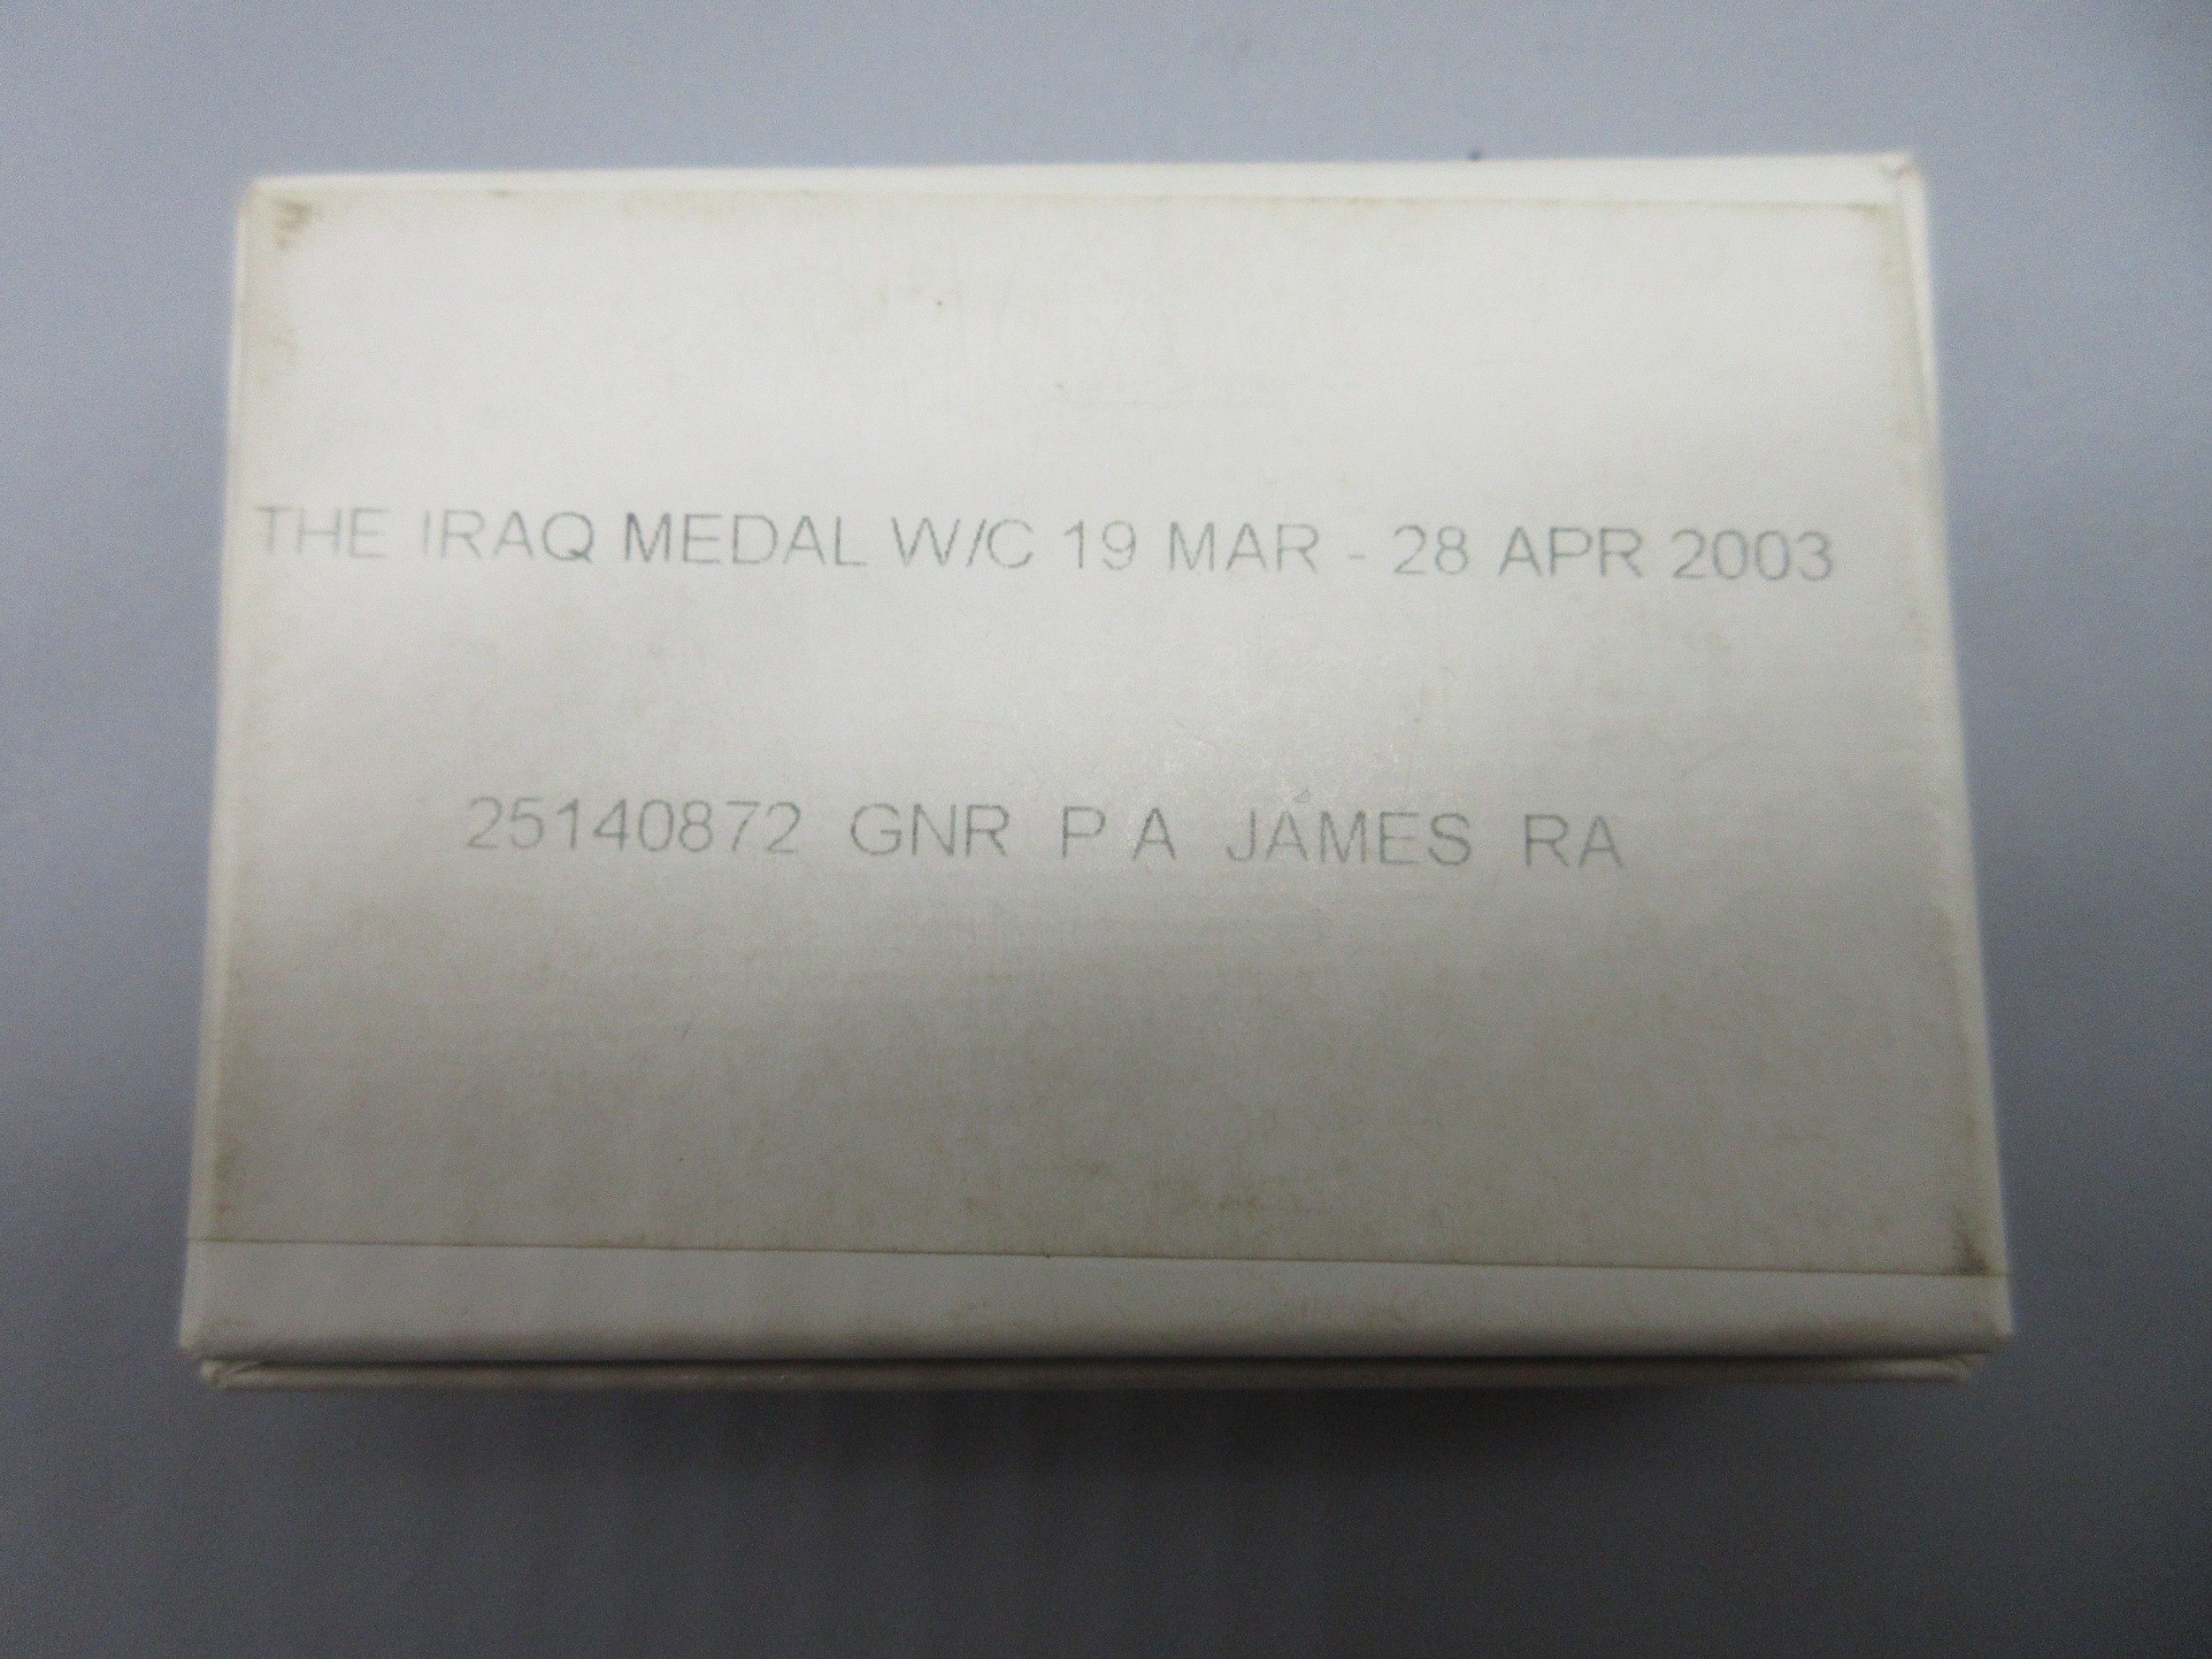 THE IRAQ MEDAL W/C 19 MAR - 28 APR 2003
25140872 GNR P A JAMES RA